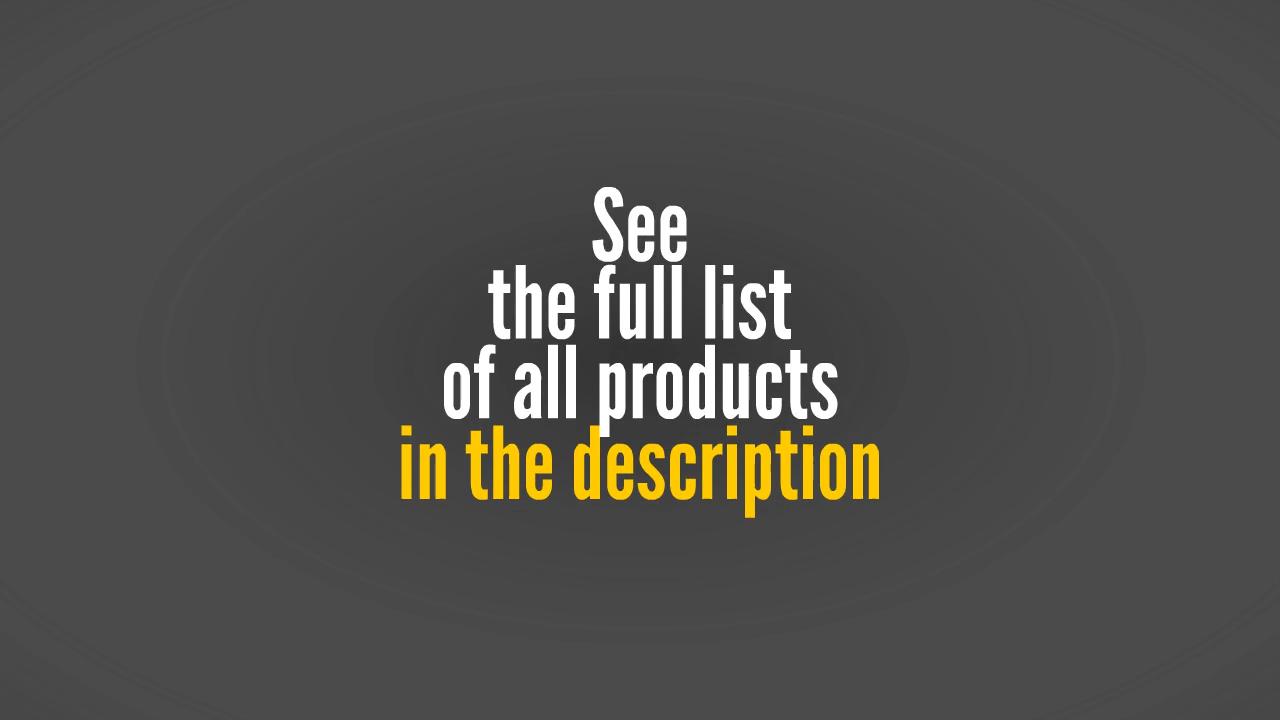 See
the full list
of all products
in the description